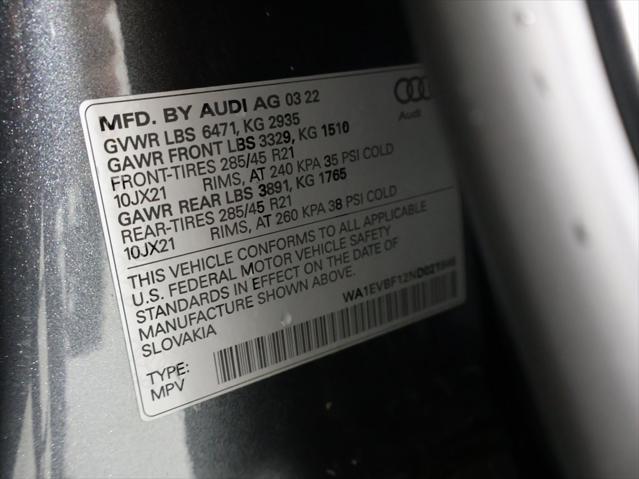 MFD. BY AUDI AG 03 22
GVWR LBS 6471, KG 2935
GAWR FRONT LBS 3329, KG 1510
FRONT-TIRES 285/45 R21
10JX21 RIMS, AT 240 KPA 35 PSI COLD
GAWR REAR LBS 3891, KG 1765
REAR-TIRES 285/45 R21
10JX21 RIMS, AT 260 KPA 38 PSI COLD
THIS VEHICLE CONFORMS TO ALL APPLICABLE
U.S. FEDERAL MOTOR VEHICLE SAFETY
STANDARDS IN EFFECT ON THE DATE OF
MANUFACTURE SHOWN ABOVE.
SLOVAKIA
TYPE:
MPV
Audi